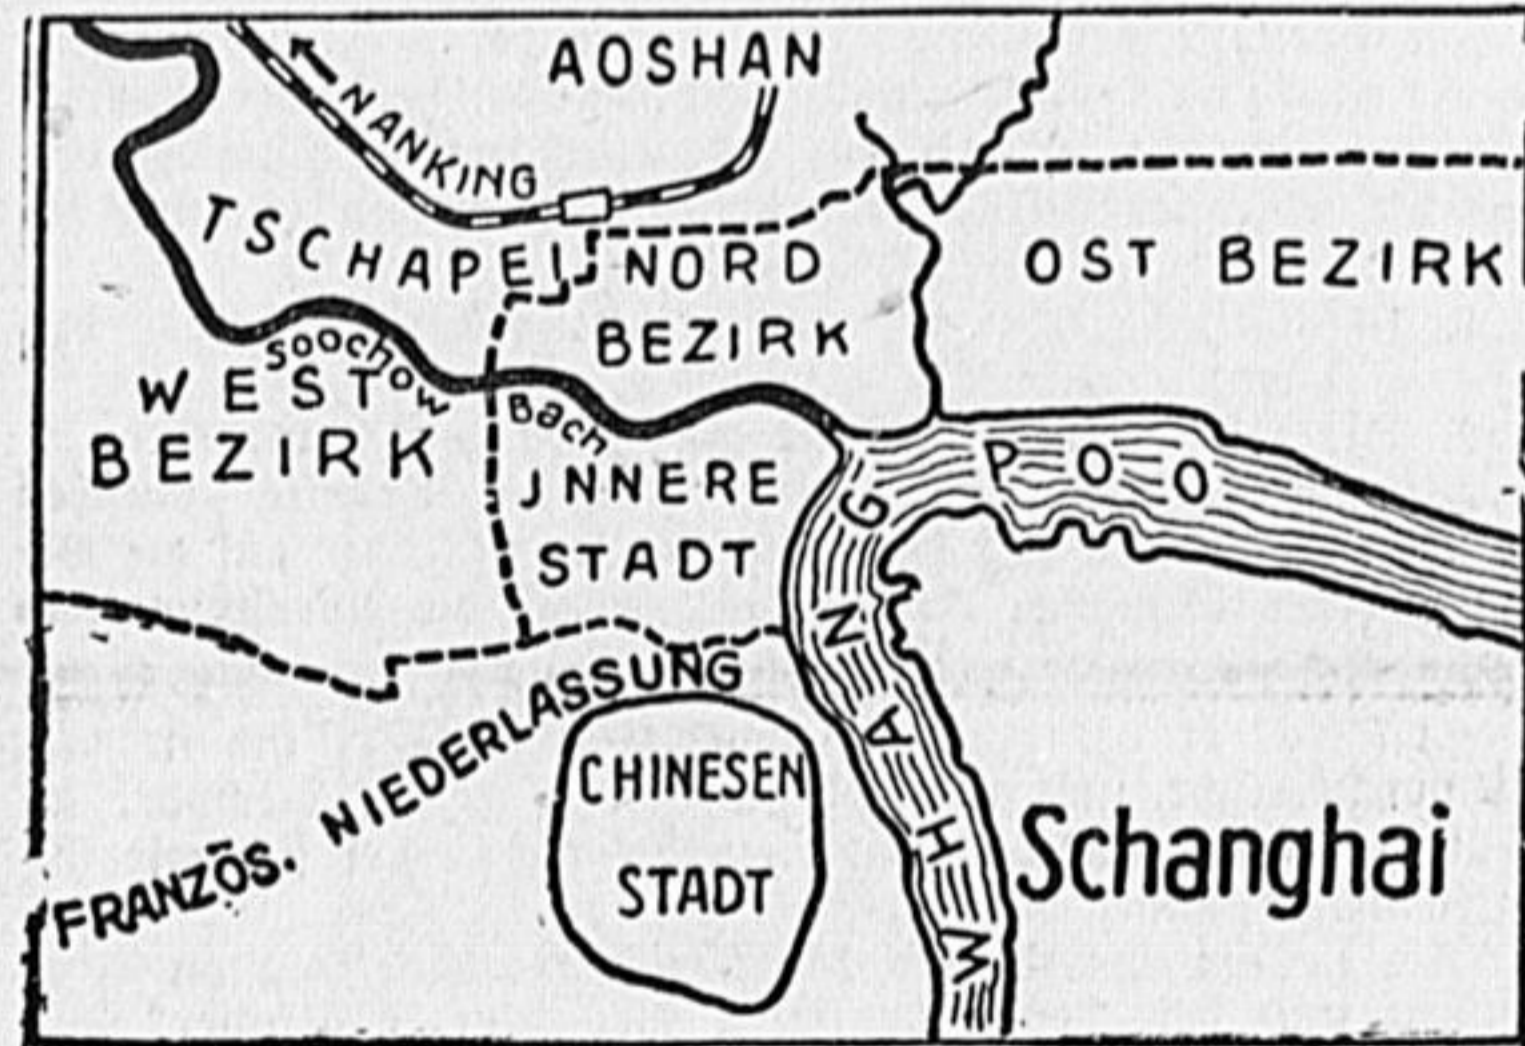 AOSHAN
NANKING
TSCHAPEI
NORD
BEZIRK
OST BEZIRK
SOOCHOW
Bach
WEST
BEZIRK
JNNERE
STADT
WHANG
POO
FRANZÖS. NIEDERLASSUNG
CHINESEN
STADT
Schanghai